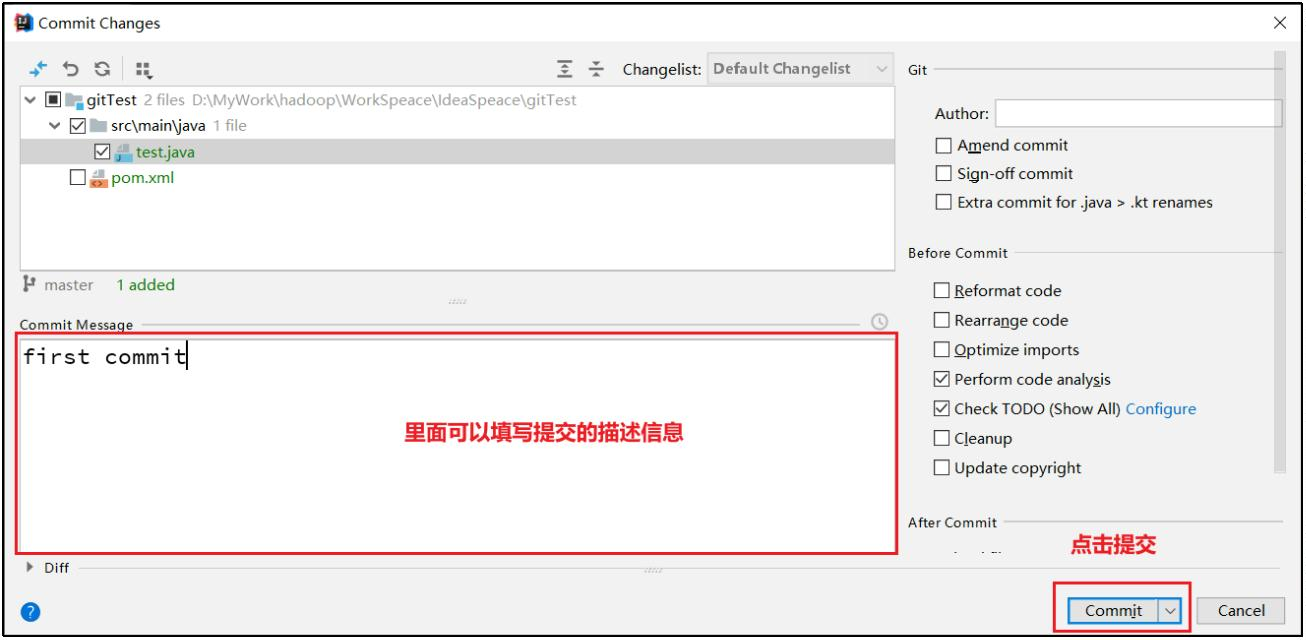 Commit Changes
Changelist: Default Changelist
gitTest 2 files D:\MyWork\hadoop\WorkSpeace\IdeaSpeace\gitTest
src\main\java 1 file
test.java
pom.xml
master 1 added
Commit Message
first commit
里面可以填写提交的描述信息
Diff
Git
Author:
Amend commit
Sign-off commit
Extra commit for .java > .kt renames
Before Commit
Reformat code
Rearrange code
Optimize imports
Perform code analysis
Check TODO (Show All) Configure
Cleanup
Update copyright
After Commit
点击提交
?
Commit
Cancel